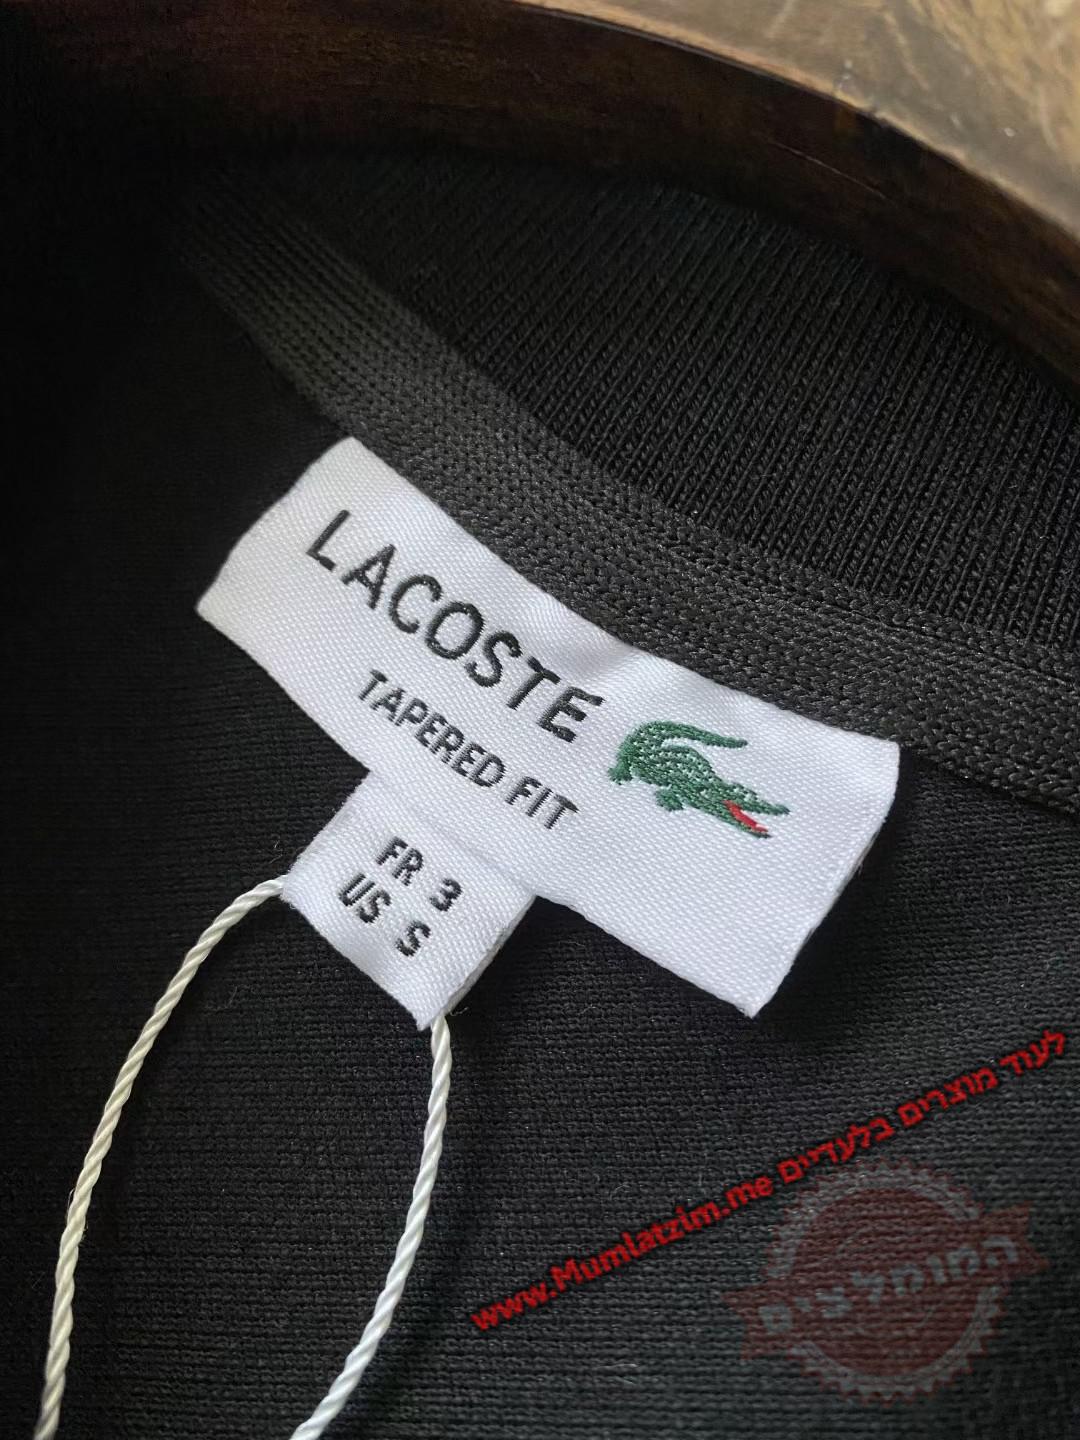 LACOSTE
TAPERED FIT
FR 3
US S
לעוד מוצרים בלעדיים www.Mumlatzim.me
המומלצים